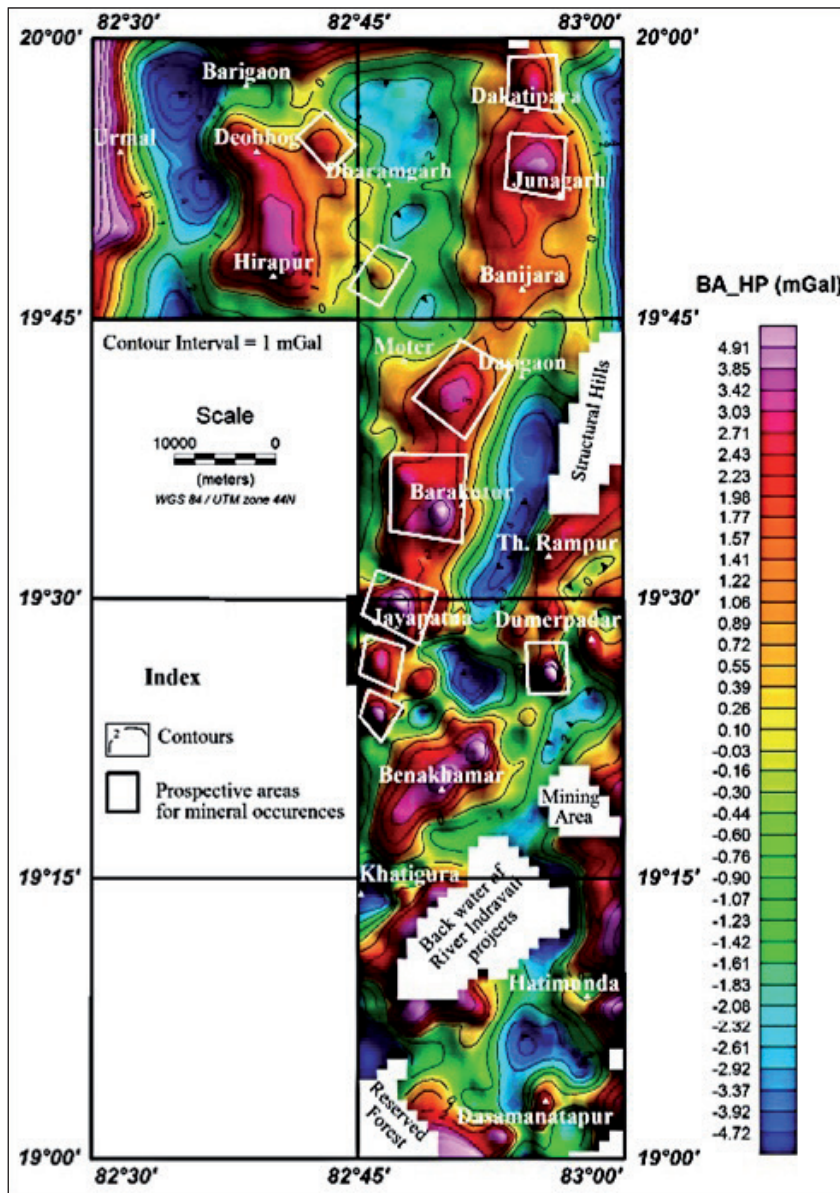 82°30' 82°45' 83°00'
20°00' 20°00'
Barigaon
Dakatipara
Urmal Deobhog
Dharamgarh Junagarh
Hirapur Banijara
BA_HP (mGal)
19°45' 19°45'
Contour Interval = 1 mGal
Moter Dasigaon
Structural Hills
Scale
10000 0
(meters)
WGS 84 / UTM zone 44N
Th. Rampur
19°30' 19°30'
Jayapatna Dumerpadar
Index
2 Contours
Prospective areas
for mineral occurences
Benakhamar
Mining
Area
19°15' 19°15'
Khatigura
Back water of
River Indravati
projects
Hatimunda
Reserved
Forest
Dasamanatapur
19°00' 19°00'
82°30' 82°45' 83°00'
4.91
3.85
3.42
3.03
2.71
2.43
2.23
1.98
1.77
1.57
1.41
1.22
1.06
0.89
0.72
0.55
0.39
0.26
0.10
-0.03
-0.16
-0.30
-0.44
-0.60
-0.76
-0.90
-1.07
-1.23
-1.42
-1.61
-1.83
-2.08
-2.32
-2.61
-2.92
-3.37
-3.92
-4.72